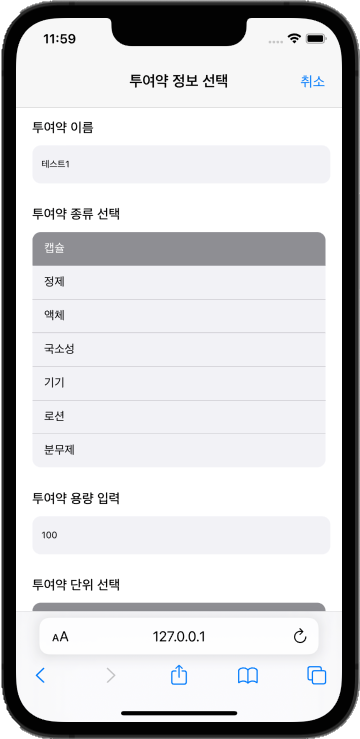 11:59
투여약 정보 선택
취소
투여약 이름
테스트1
투여약 종류 선택
캡슐
정제
액체
국소성
기기
로션
분무제
투여약 용량 입력
100
투여약 단위 선택
AA
127.0.0.1